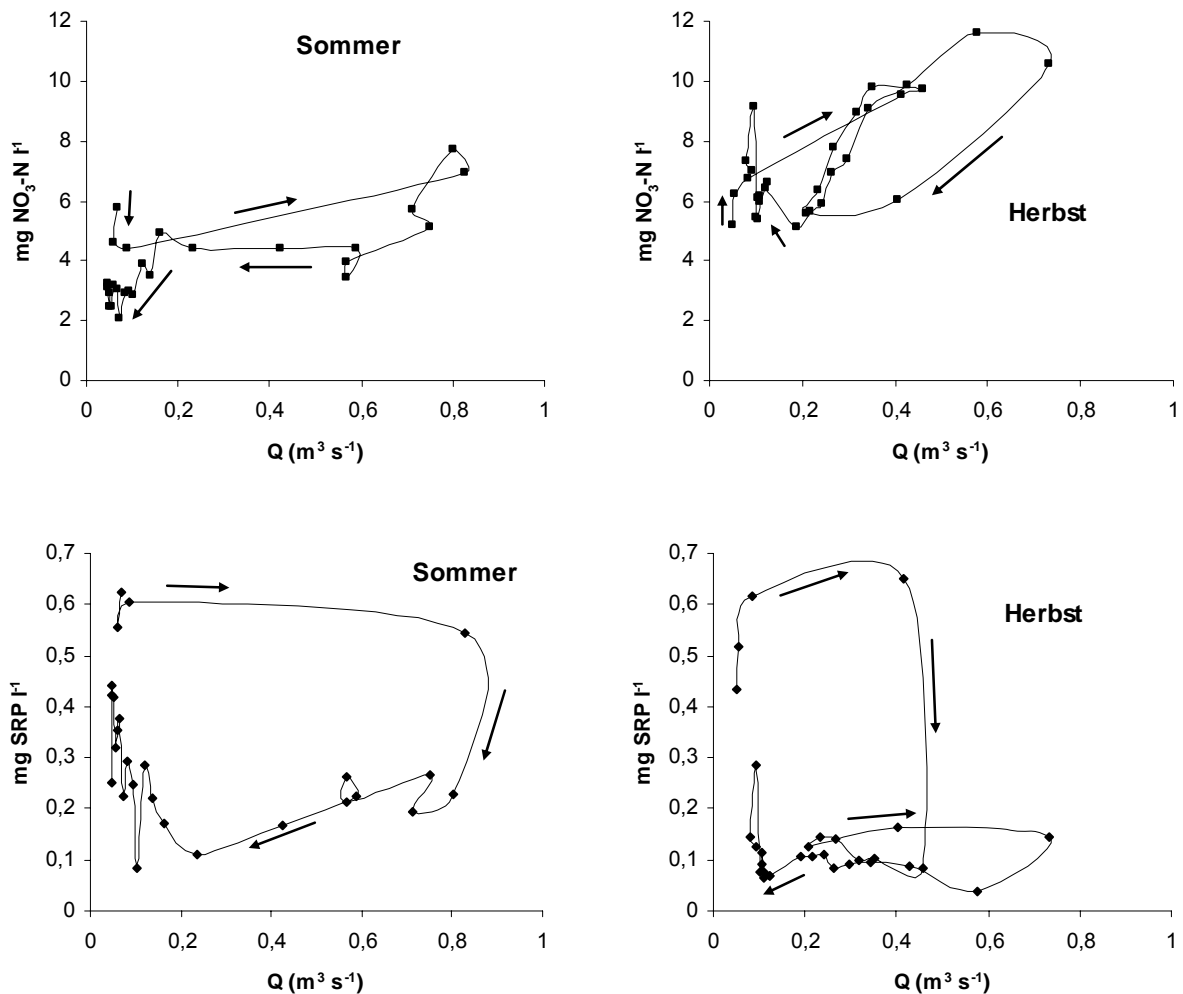 Sommer
mg NO3-N l-1
12
10
8
6
4
2
0
0 0,2 0,4 0,6 0,8 1
Q (m3 s-1)
Herbst
mg NO3-N l-1
12
10
8
6
4
2
0
0 0,2 0,4 0,6 0,8 1
Q (m3 s-1)
Sommer
mg SRP l-1
0,7
0,6
0,5
0,4
0,3
0,2
0,1
0
0 0,2 0,4 0,6 0,8 1
Q (m3 s-1)
Herbst
mg SRP l-1
0,7
0,6
0,5
0,4
0,3
0,2
0,1
0
0 0,2 0,4 0,6 0,8 1
Q (m3 s-1)